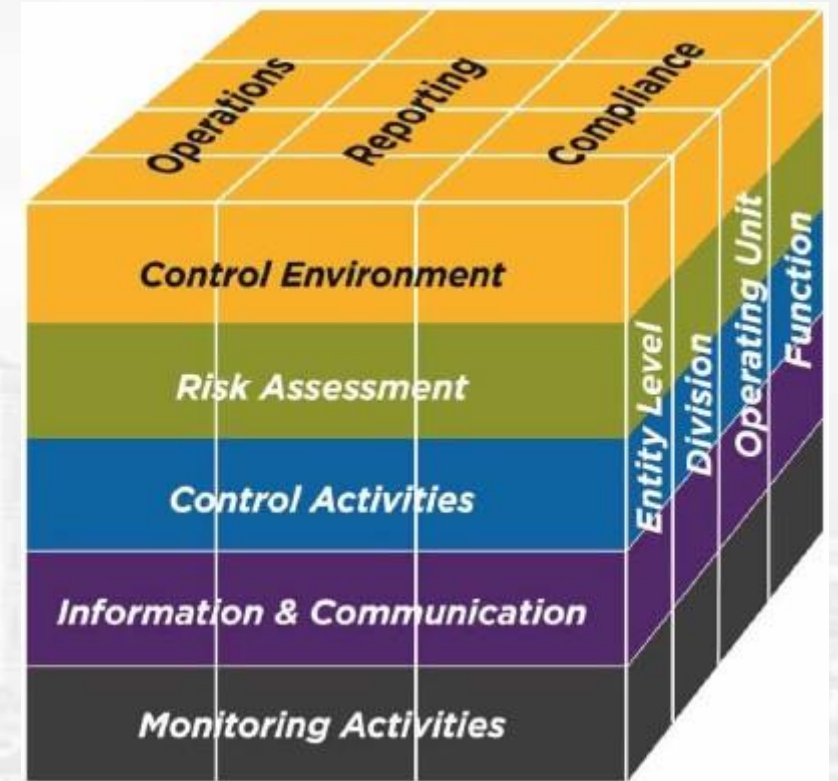 Operations
Reporting
Compliance
Control Environment
Risk Assessment
Control Activities
Information & Communication
Monitoring Activities
Entity Level
Division
Operating Unit
Function